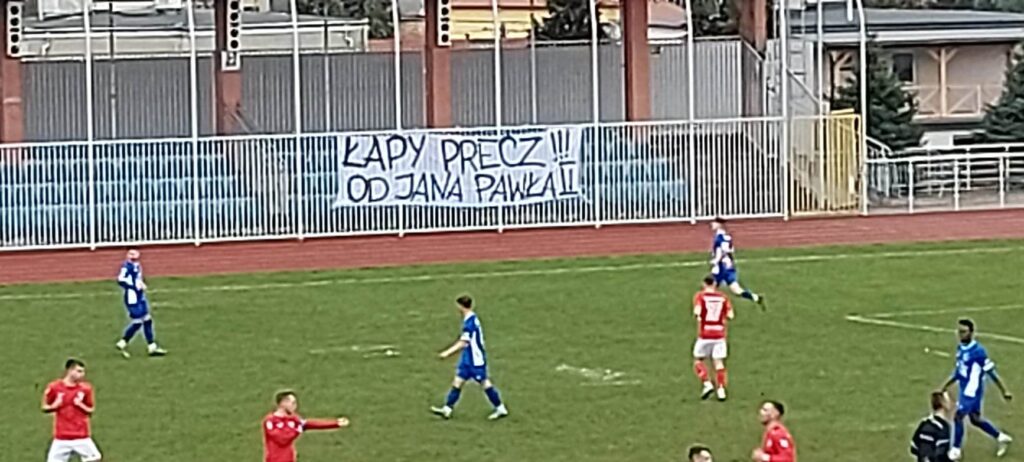 ŁAPY PRECZ!!!
OD JANA PAWŁA II